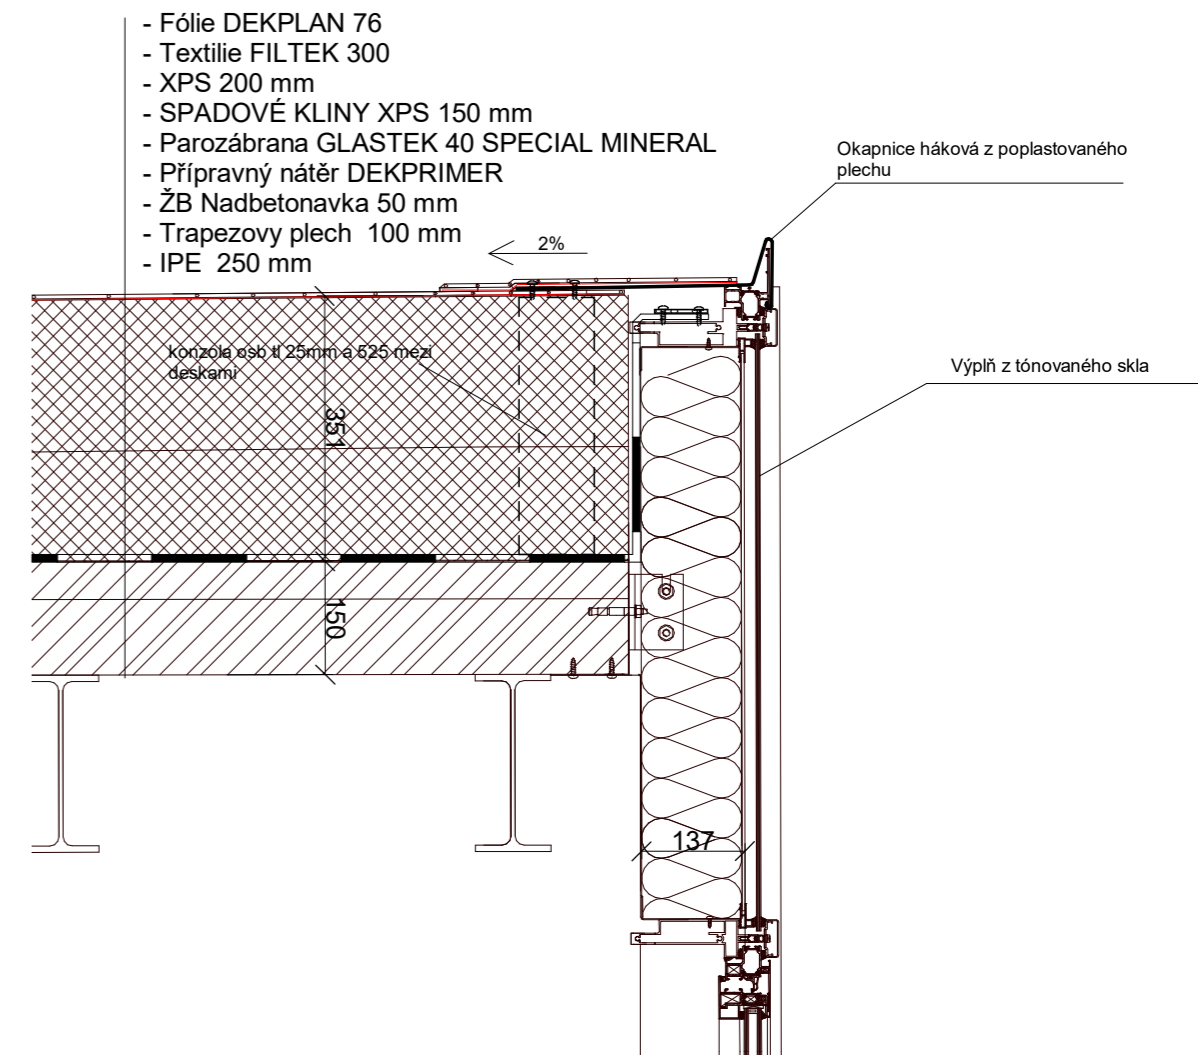 - Fólie DEKPLAN 76
- Textilie FILTEK 300
- XPS 200 mm
- SPADOVÉ KLINY XPS 150 mm
- Parozábrana GLASTEK 40 SPECIAL MINERAL
- Přípravný nátěr DEKPRIMER
- ŽB Nadbetonavka 50 mm
- Trapezovy plech 100 mm
- IPE 250 mm
Okapnice háková z poplastovaného
plechu
2%
konzola osb tl 25mm a 525 mezi
deskami
Výplň z tónovaného skla
351
150
137